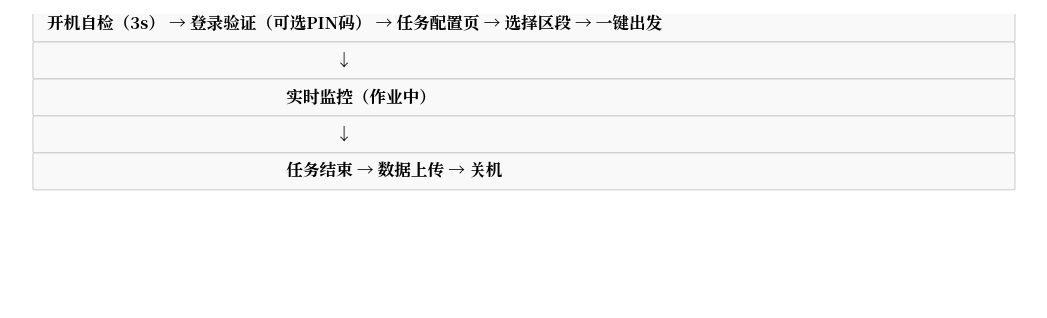 开机自检（3s） → 登录验证（可选PIN码） → 任务配置页 → 选择区段 → 一键出发
↓
实时监控（作业中）
↓
任务结束 → 数据上传 → 关机